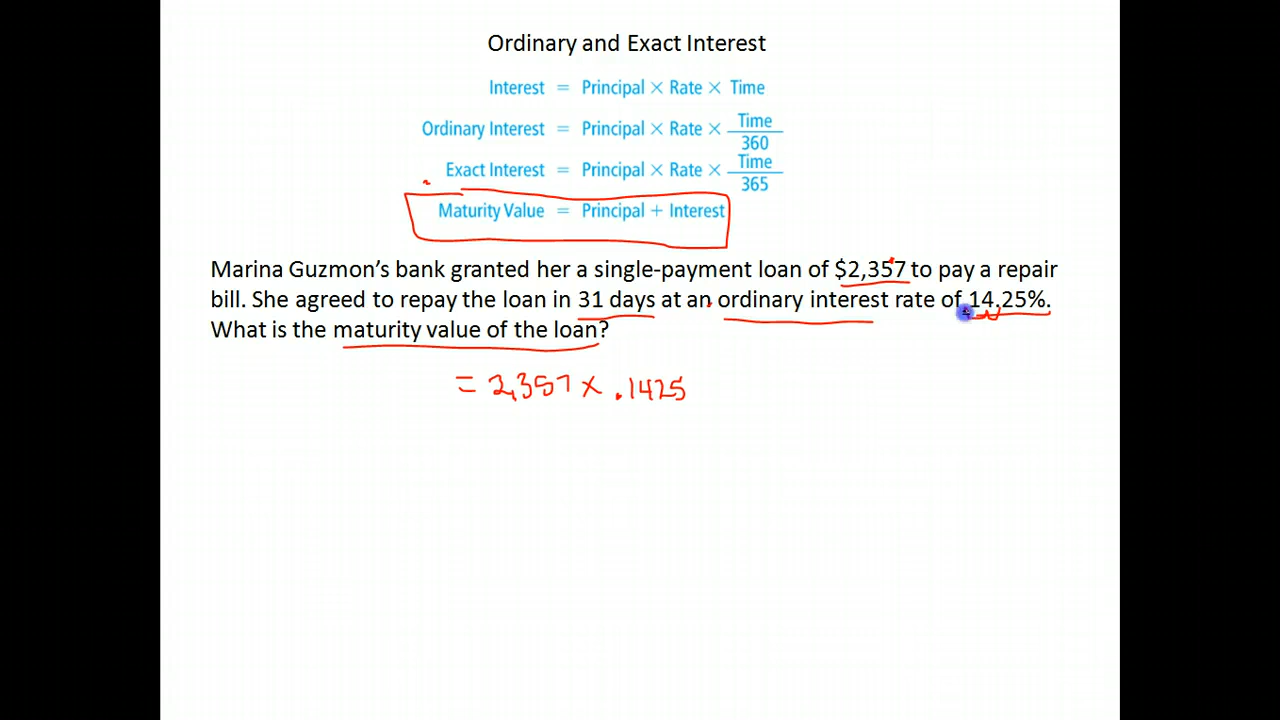 Ordinary and Exact Interest
Interest = Principal × Rate × Time
Ordinary Interest = Principal × Rate × Time/360
Exact Interest = Principal × Rate × Time/365
Maturity Value = Principal + Interest
Marina Guzmon’s bank granted her a single-payment loan of $2,357 to pay a repair
bill. She agreed to repay the loan in 31 days at an ordinary interest rate of 14.25%.
What is the maturity value of the loan?
= 2,357 × .1425